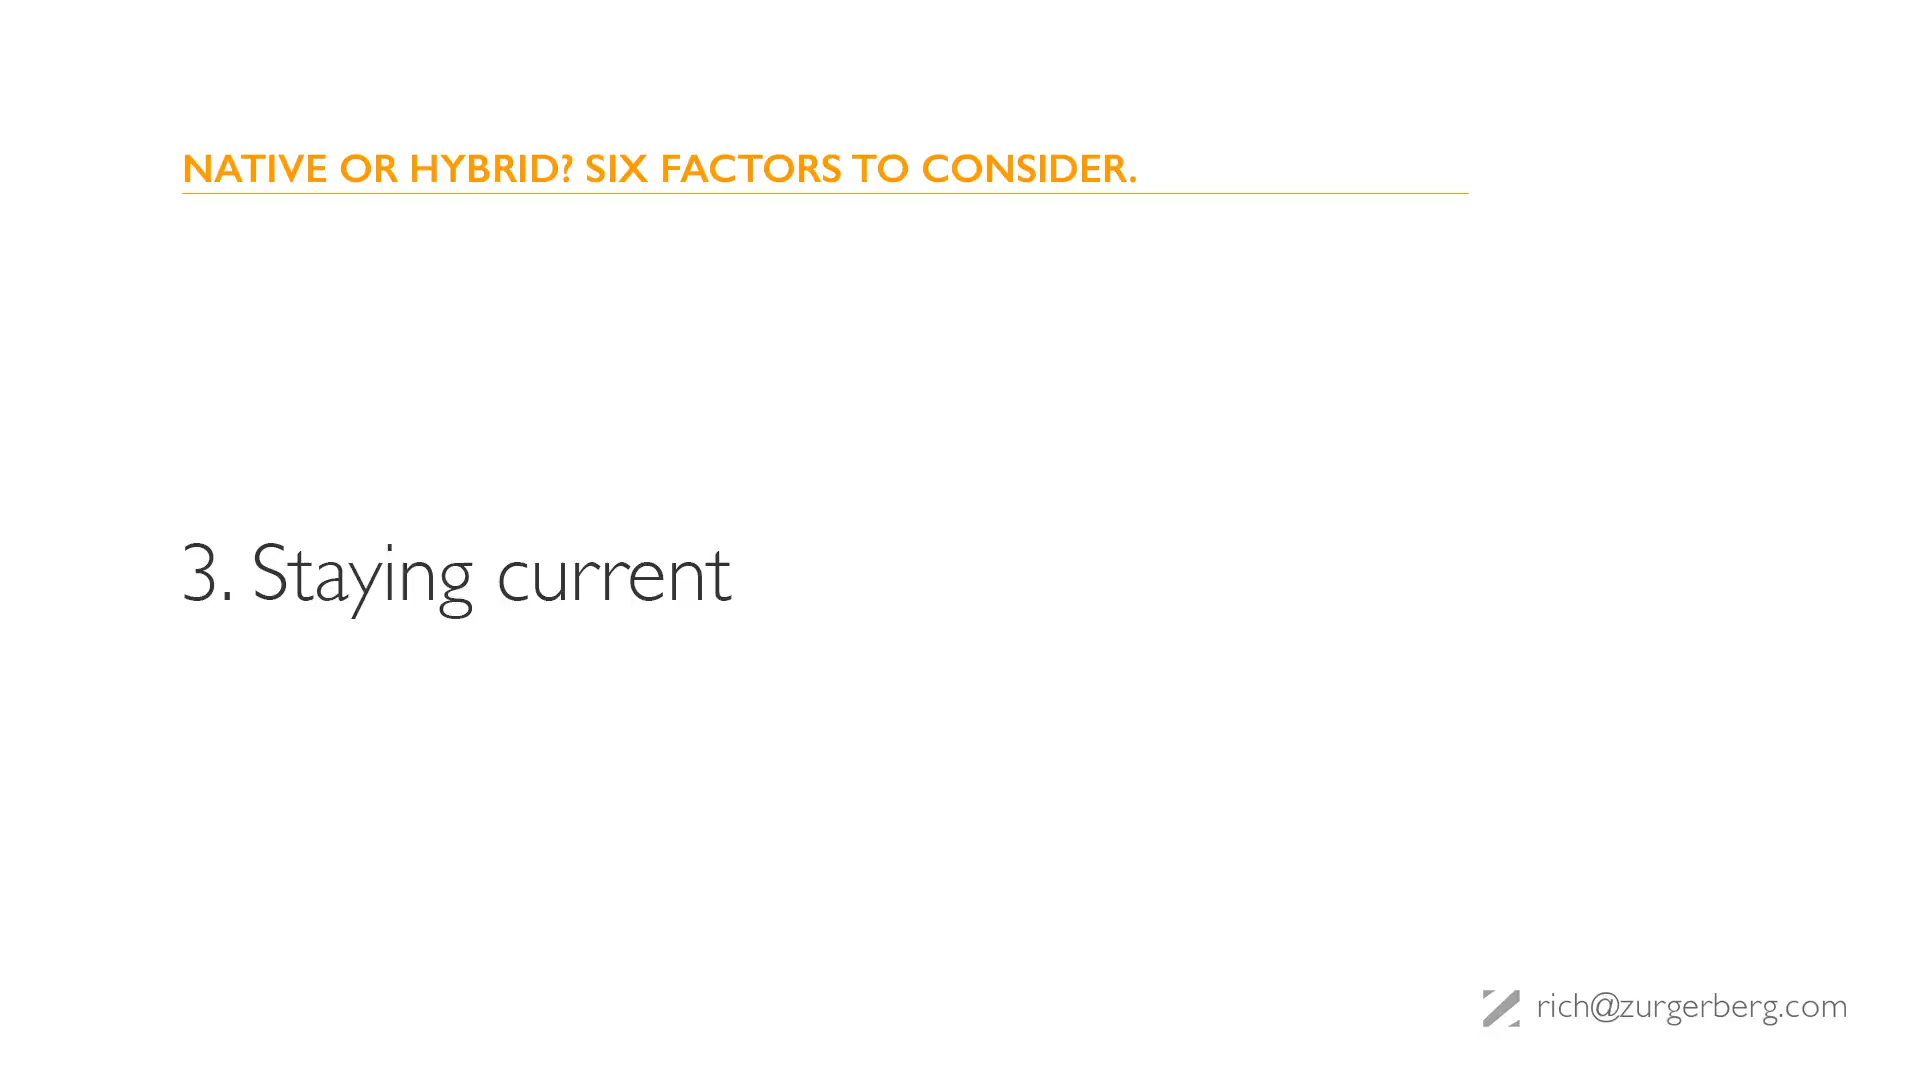 NATIVE OR HYBRID? SIX FACTORS TO CONSIDER.
3. Staying current
rich@zurgerberg.com